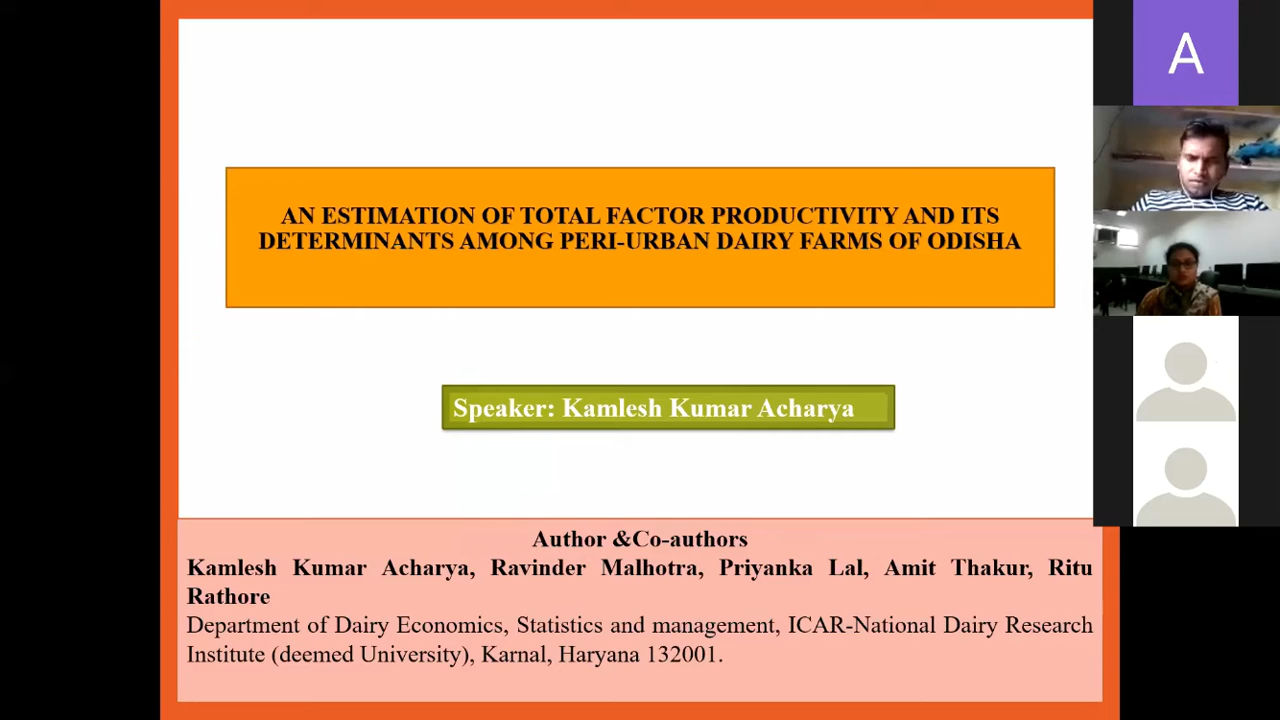 AN ESTIMATION OF TOTAL FACTOR PRODUCTIVITY AND ITS
DETERMINANTS AMONG PERI-URBAN DAIRY FARMS OF ODISHA
Speaker: Kamlesh Kumar Acharya
Author &Co-authors
Kamlesh Kumar Acharya, Ravinder Malhotra, Priyanka Lal, Amit Thakur, Ritu
Rathore
Department of Dairy Economics, Statistics and management, ICAR-National Dairy Research
Institute (deemed University), Karnal, Haryana 132001.
A